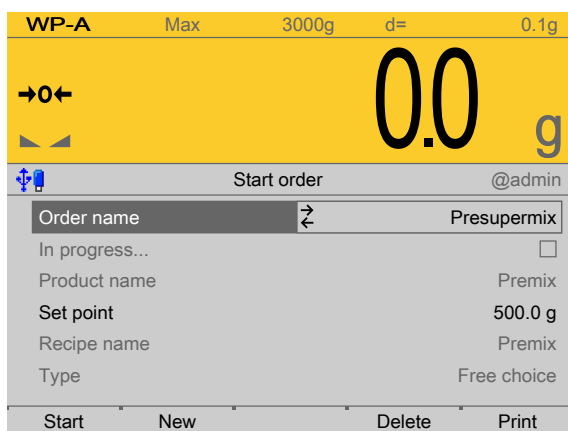 WP-A Max 3000g d= 0.1g
→0←
0.0 g
Start order @admin
Order name Presupermix
In progress...
Product name Premix
Set point 500.0 g
Recipe name Premix
Type Free choice
Start New Delete Print